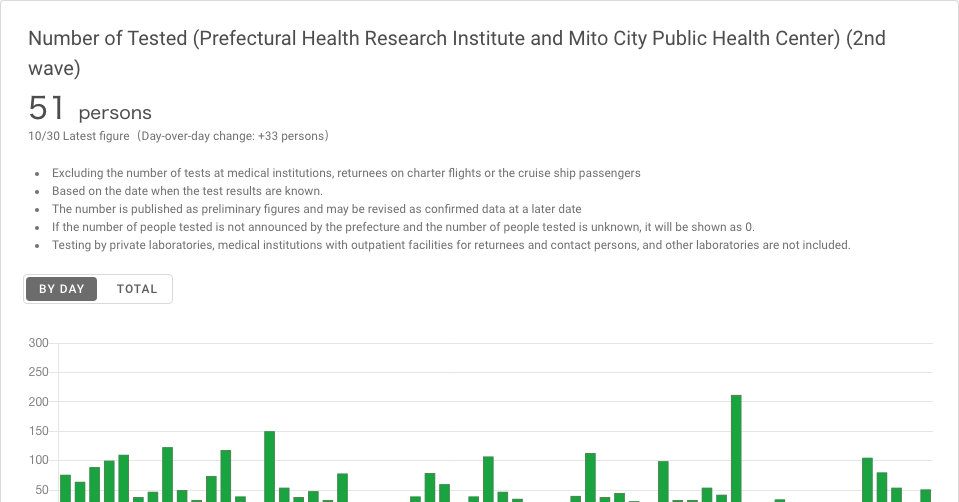 Number of Tested (Prefectural Health Research Institute and Mito City Public Health Center) (2nd
wave)
51 persons
10/30 Latest figure（Day-over-day change: +33 persons）
• Excluding the number of tests at medical institutions, returnees on charter flights or the cruise ship passengers
• Based on the date when the test results are known.
• The number is published as preliminary figures and may be revised as confirmed data at a later date
• If the number of people tested is not announced by the prefecture and the number of people tested is unknown, it will be shown as 0.
• Testing by private laboratories, medical institutions with outpatient facilities for returnees and contact persons, and other laboratories are not included.
BY DAY TOTAL
300
250
200
150
100
50